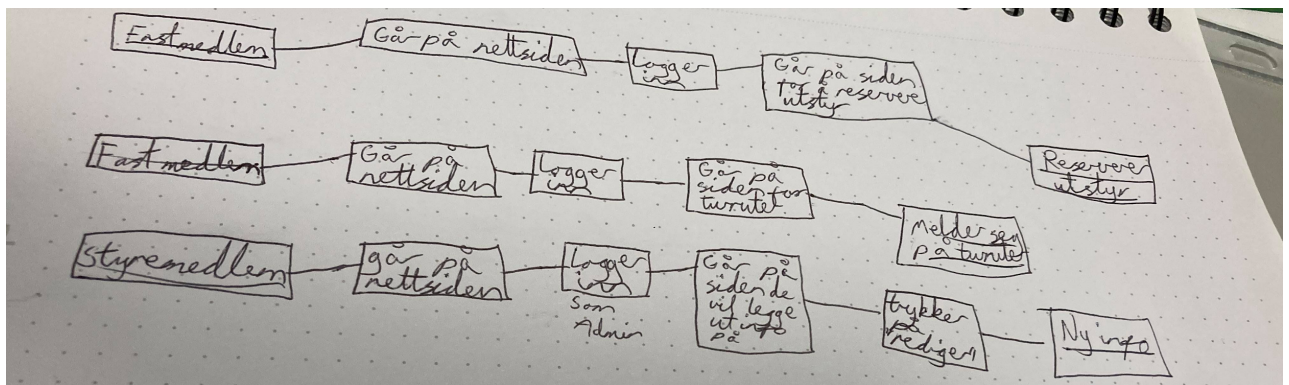 Fastmedlem
Går på nettsiden
Logger
inn
Går på siden
for å reservere
utstyr
Reservere
utstyr
Fastmedlem
Går på
nettsiden
Logger
inn
Går på
siden for
turutet
Melder seg
på turutet
Styremedlem
går på
nettsiden
Logger
inn
Som
Admin
Går på
siden de
vil legge
ut info
på
trykker
på
rediger
Ny info